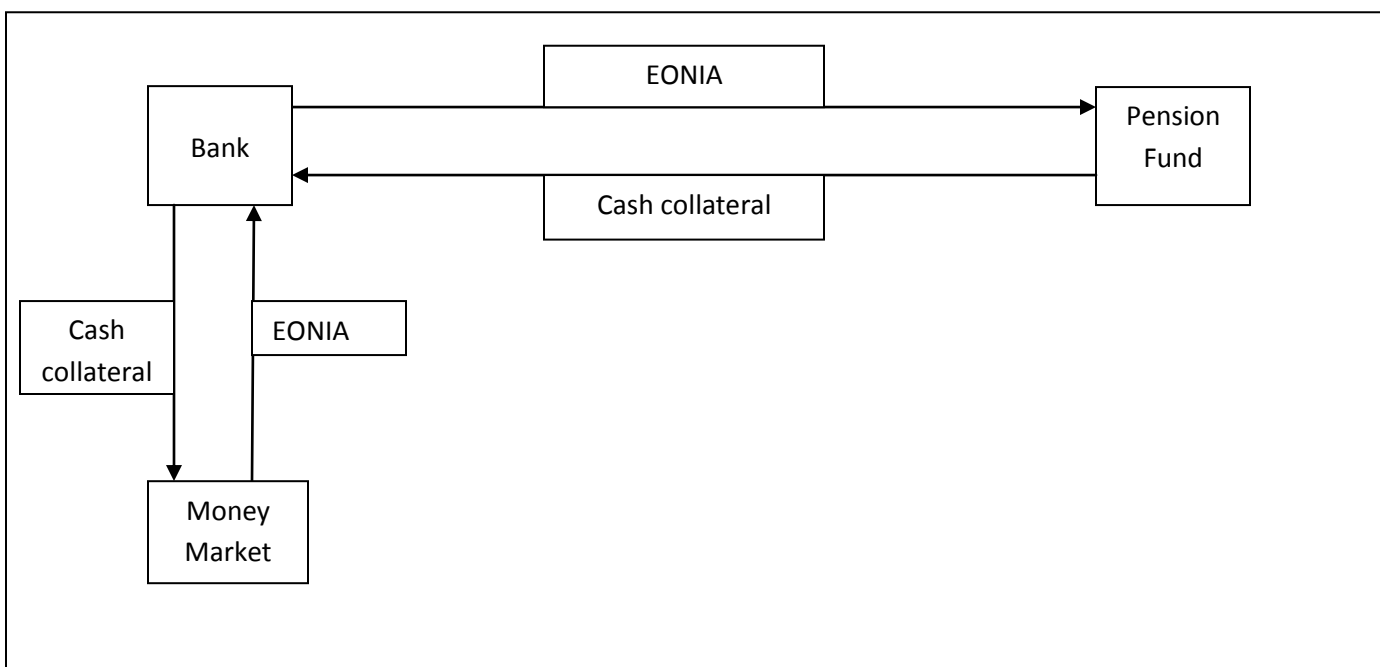 EONIA
Bank
Pension
Fund
Cash collateral
Cash
collateral
EONIA
Money
Market